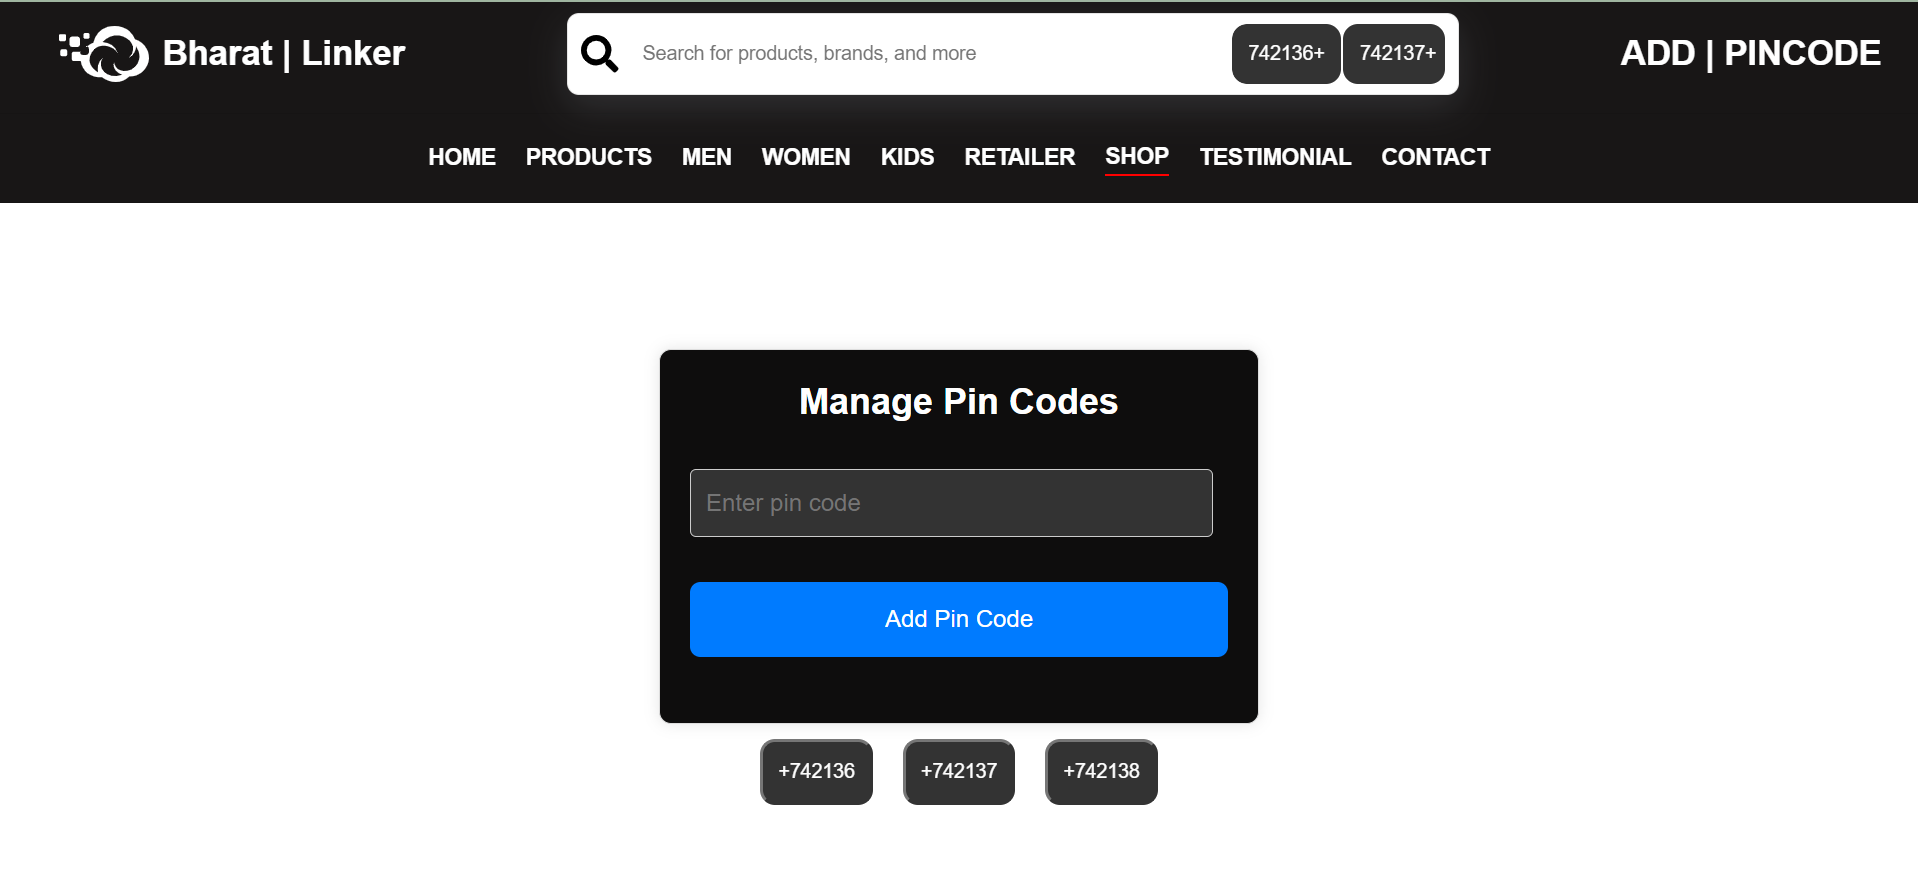 Bharat | Linker
Search for products, brands, and more
742136+
742137+
ADD | PINCODE
HOME PRODUCTS MEN WOMEN KIDS RETAILER SHOP TESTIMONIAL CONTACT
Manage Pin Codes
Enter pin code
Add Pin Code
+742136 +742137 +742138